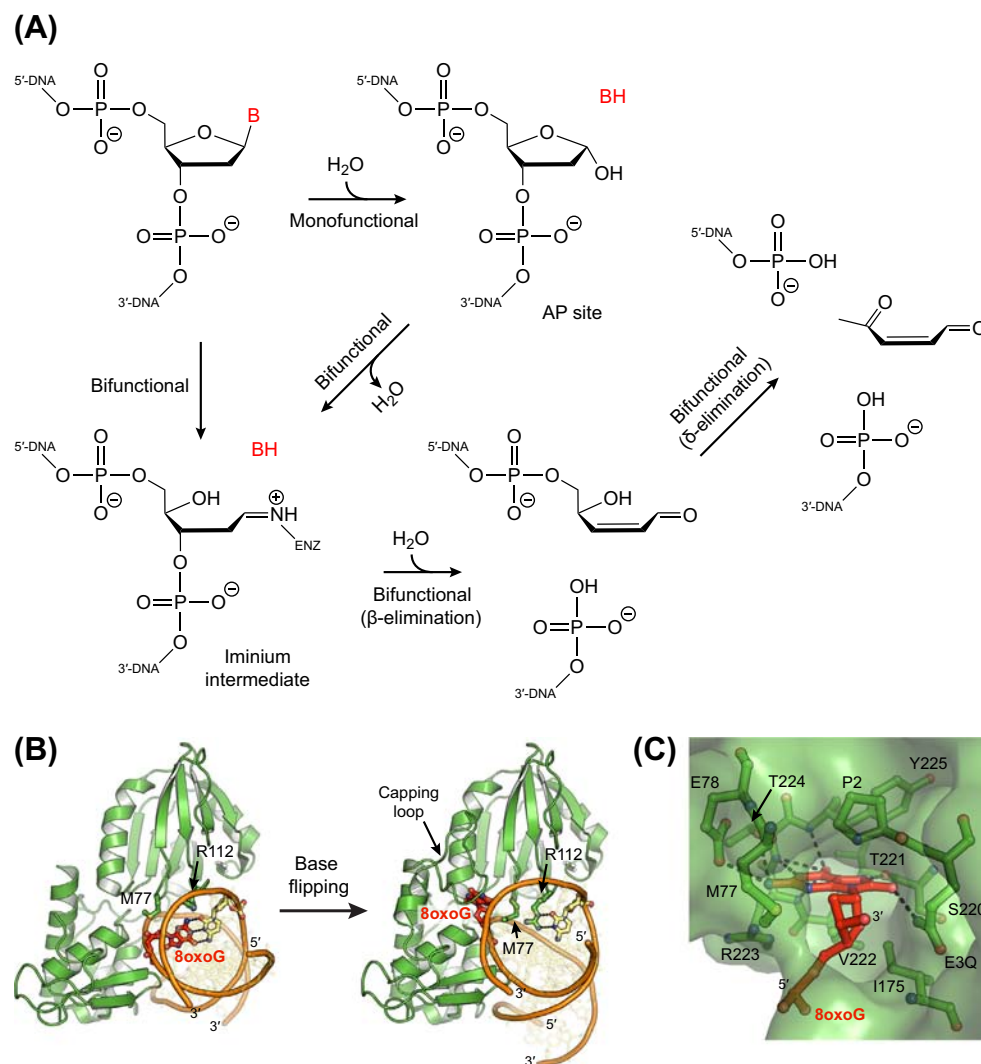 (A)
5′-DNA
O
O
P
O
O
⊖
O
B
O
P
O
O
⊖
O
3′-DNA
H₂O
Monofunctional
5′-DNA
O
O
P
O
O
⊖
O
BH
OH
O
P
O
O
⊖
O
3′-DNA
AP site
Bifunctional
Bifunctional
H₂O
5′-DNA
O
O
P
O
O
⊖
OH
BH
⊕
NH
ENZ
O
O
P
O
⊖
O
3′-DNA
Iminium
intermediate
H₂O
Bifunctional
(β-elimination)
5′-DNA
O
O
P
O
O
⊖
OH
O
OH
O
P
O
⊖
O
3′-DNA
Bifunctional
(δ-elimination)
5′-DNA
O
O
P
OH
O
⊖
O
O
OH
O
P
O
⊖
O
3′-DNA
(B)
M77
R112
8oxoG
5′
3′
3′
Base
flipping
Capping
loop
R112
8oxoG
M77
5′
3′
3′
(C)
E78
T224
P2
Y225
M77
T221
S220
R223
3′
V222
E3Q
I175
5′
8oxoG